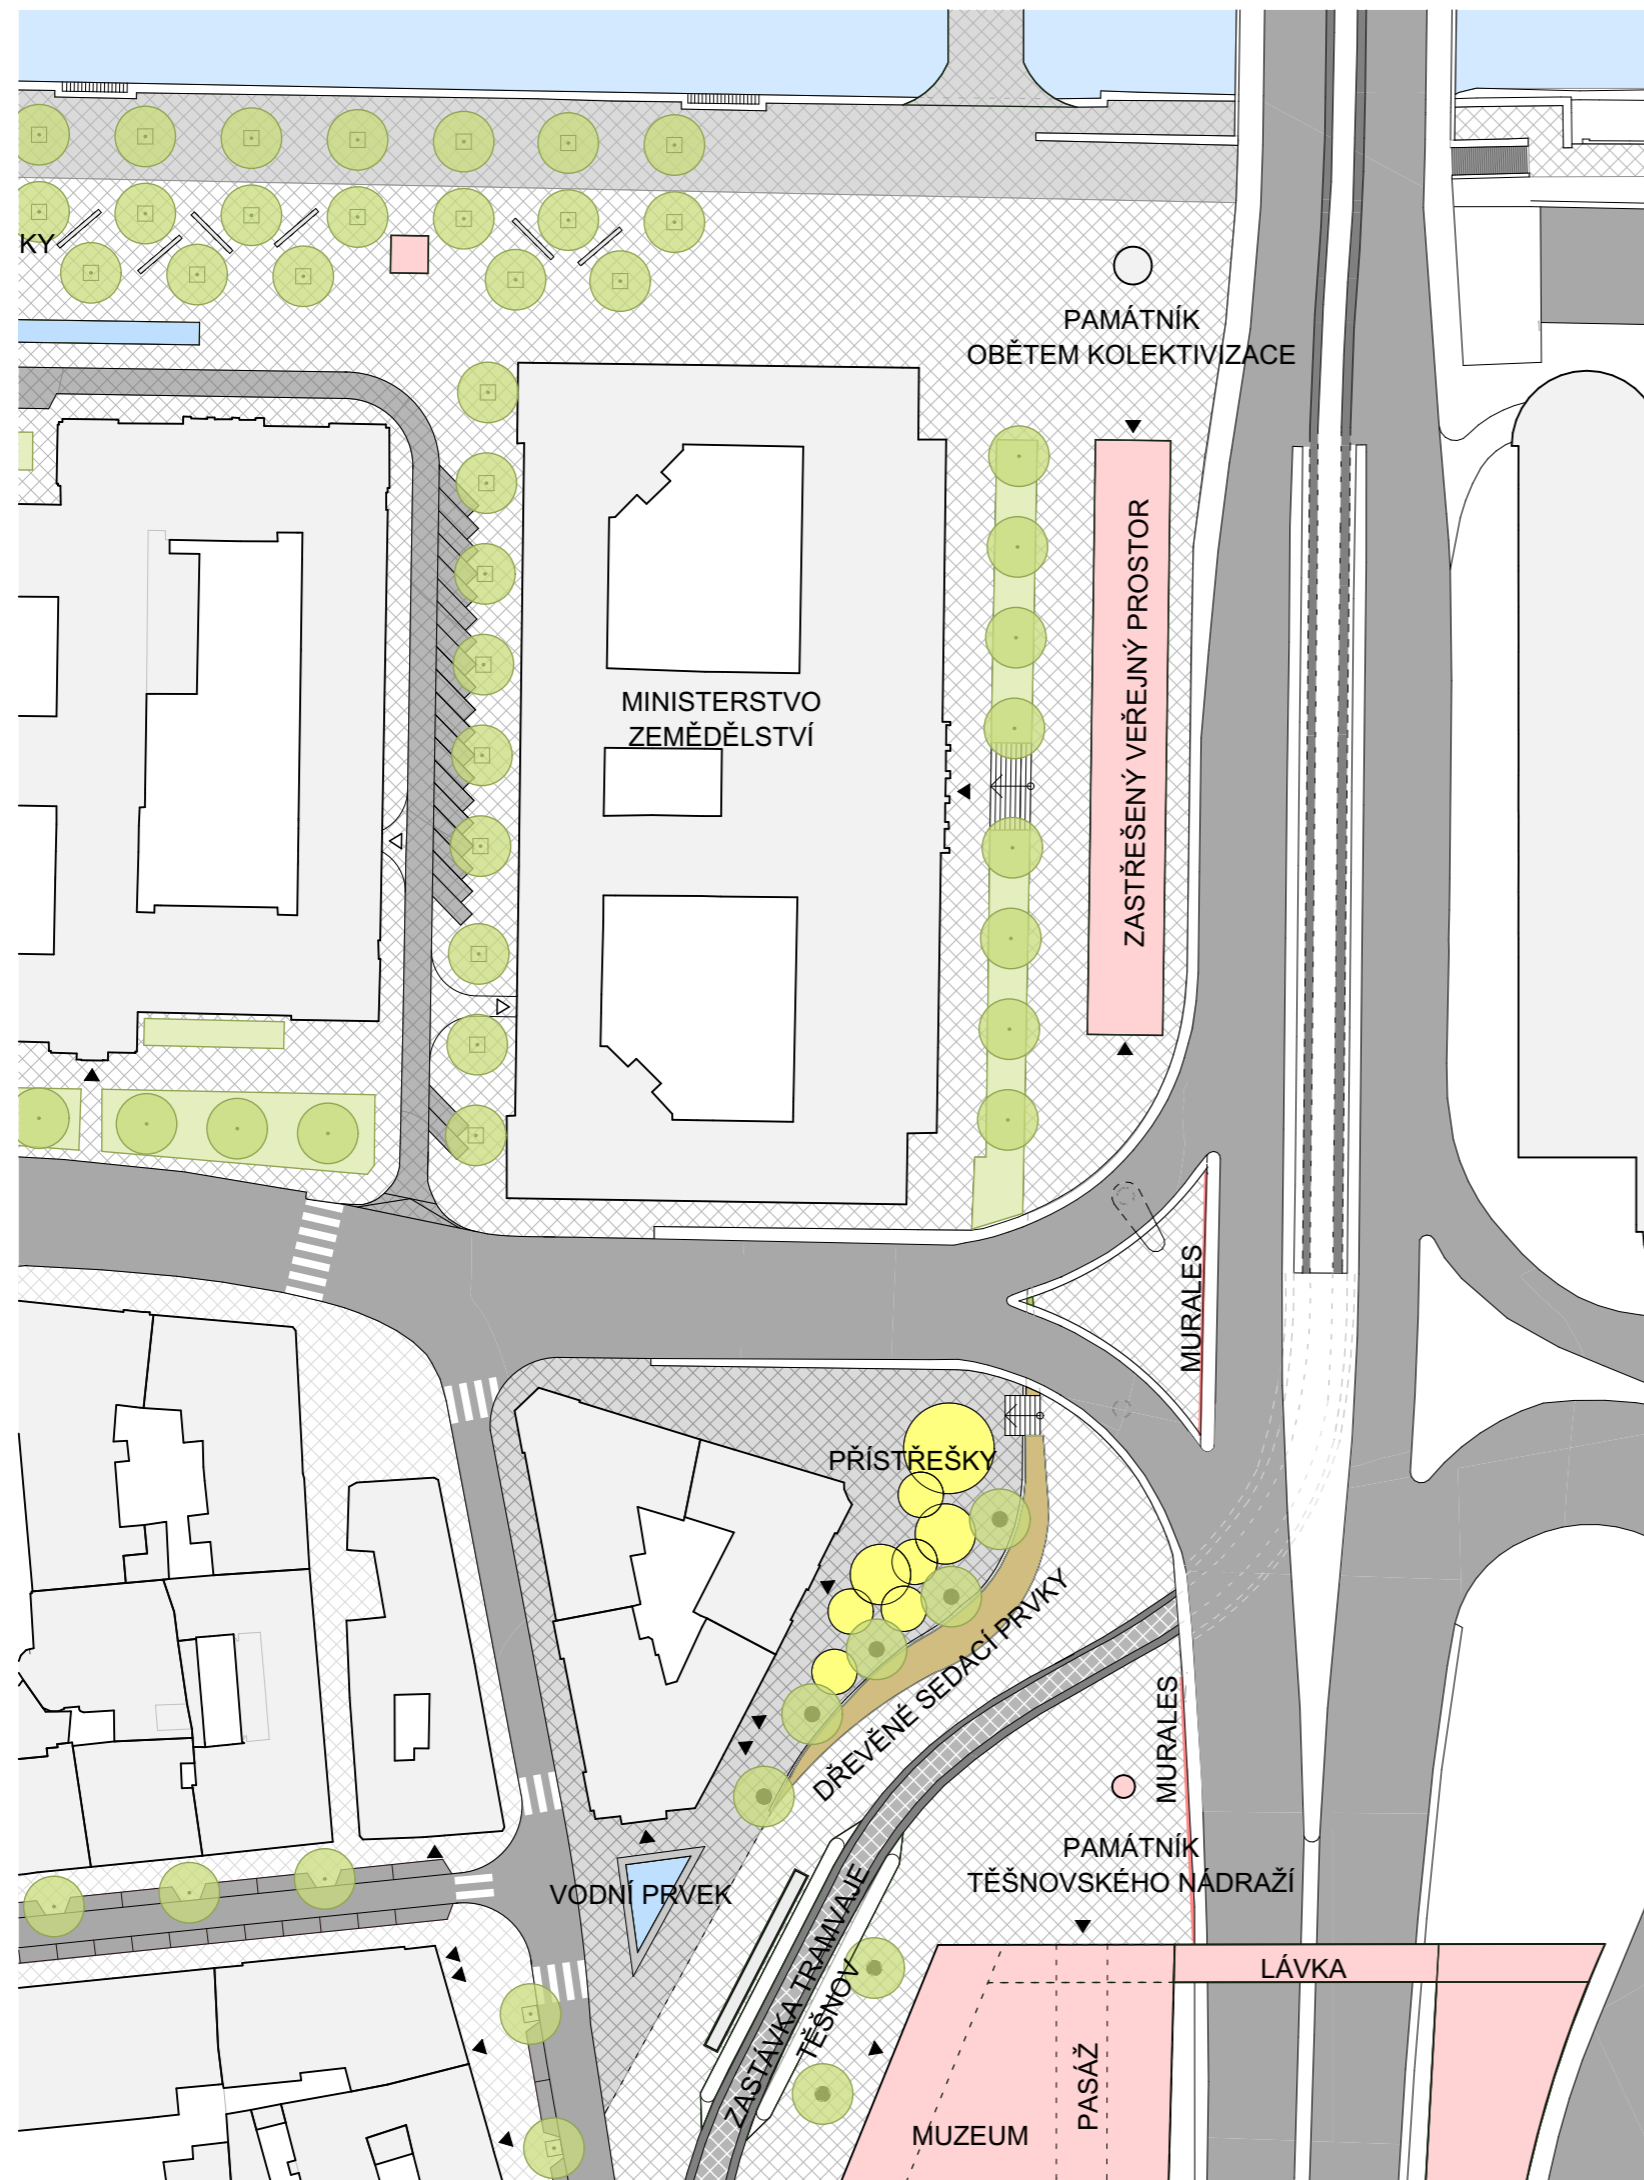 KY
PAMÁTNÍK
OBĚTEM KOLEKTIVIZACE
ZASTŘEŠENÝ VEŘEJNÝ PROSTOR
MINISTERSTVO
ZEMĚDĚLSTVÍ
MURALES
PŘÍSTŘEŠKY
DŘEVĚNÉ SEDACÍ PRVKY
MURALES
PAMÁTNÍK
TĚŠNOVSKÉHO NÁDRAŽÍ
VODNÍ PRVEK
ZASTÁVKA TRAMVAJE
TĚŠNOV
LÁVKA
PASÁŽ
MUZEUM